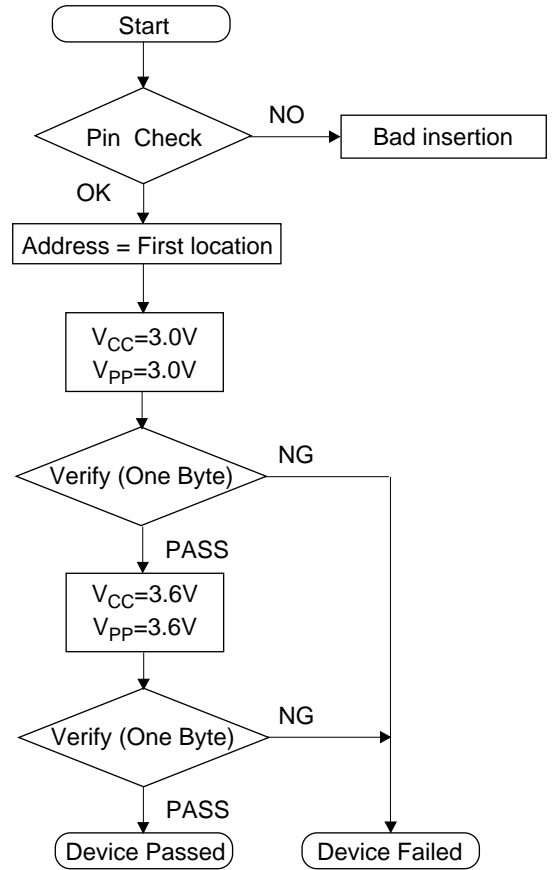 Start
Pin Check
NO
Bad insertion
OK
Address = First location
VCC=3.0V
VPP=3.0V
Verify (One Byte)
NG
PASS
VCC=3.6V
VPP=3.6V
Verify (One Byte)
NG
PASS
Device Passed
Device Failed